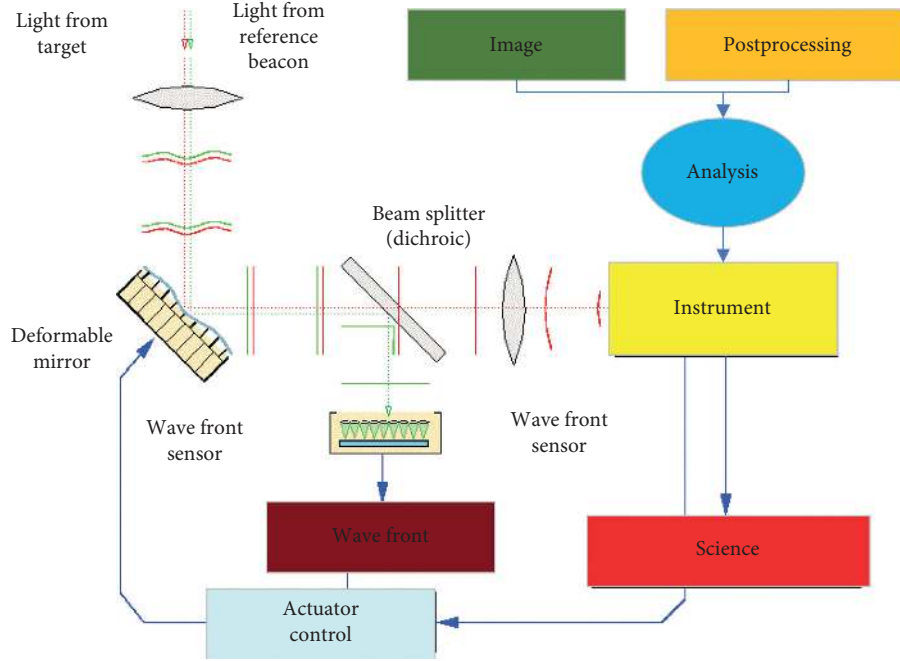 Light from
target
Light from
reference
beacon
Image
Postprocessing
Analysis
Beam splitter
(dichroic)
Instrument
Deformable
mirror
Wave front
sensor
Wave front
sensor
Wave front
Science
Actuator
control